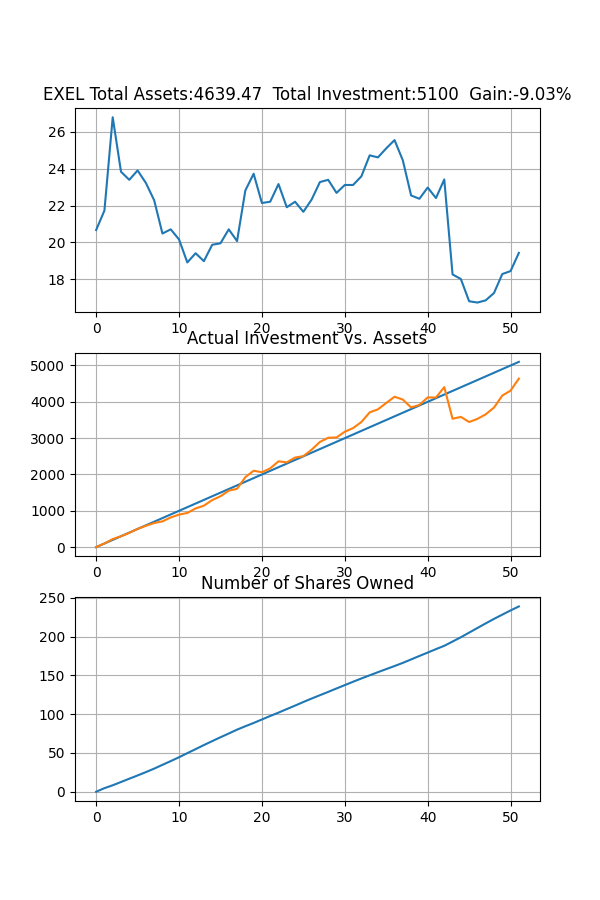 EXEL Total Assets:4639.47  Total Investment:5100  Gain:-9.03%
26
24
22
20
18
0 10 20 30 40 50
Actual Investment vs. Assets
5000
4000
3000
2000
1000
0
0 10 20 30 40 50
Number of Shares Owned
250
200
150
100
50
0
0 10 20 30 40 50